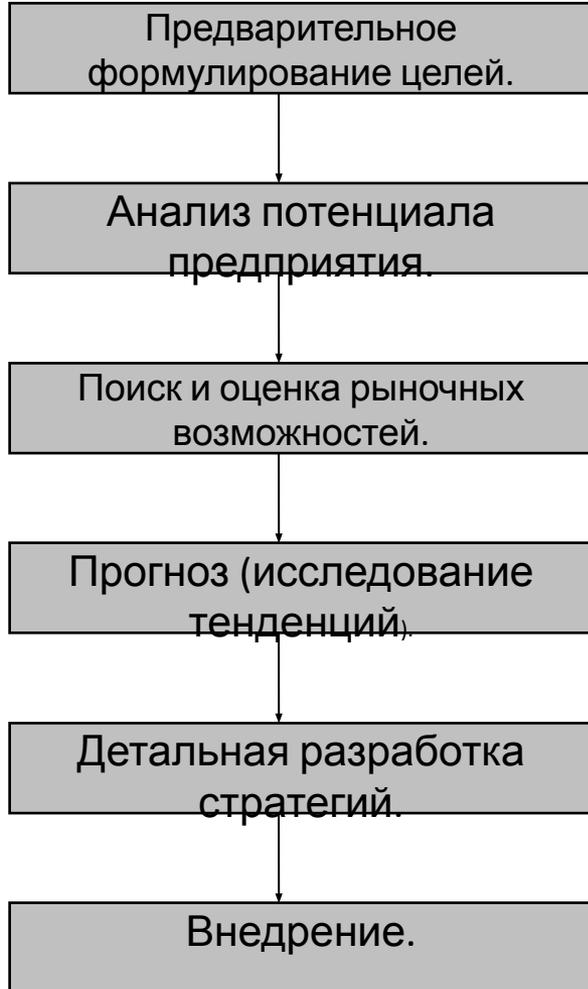 Предварительное
формулирование целей.
Анализ потенциала
предприятия.
Поиск и оценка рыночных
возможностей.
Прогноз (исследование
тенденций).
Детальная разработка
стратегий.
Внедрение.